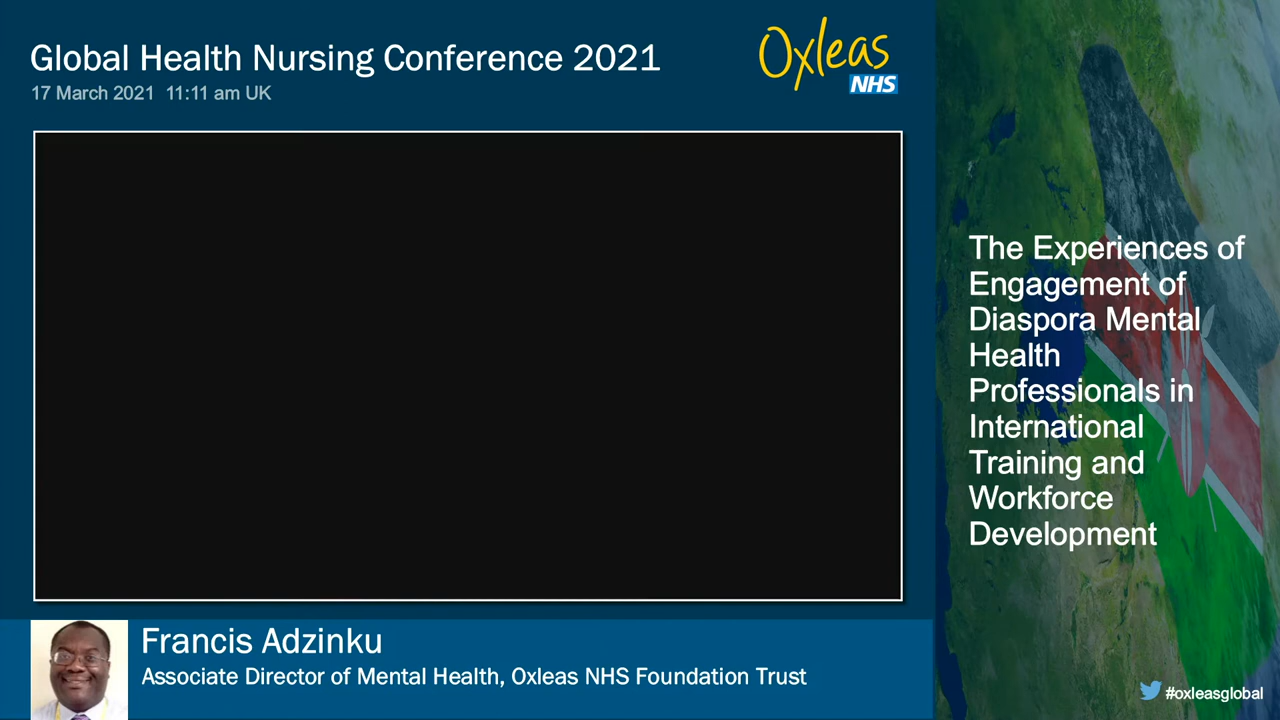 Global Health Nursing Conference 2021
17 March 2021 11:11 am UK
Oxleas
NHS
The Experiences of
Engagement of
Diaspora Mental
Health
Professionals in
International
Training and
Workforce
Development
Francis Adzinku
Associate Director of Mental Health, Oxleas NHS Foundation Trust
#oxleasglobal